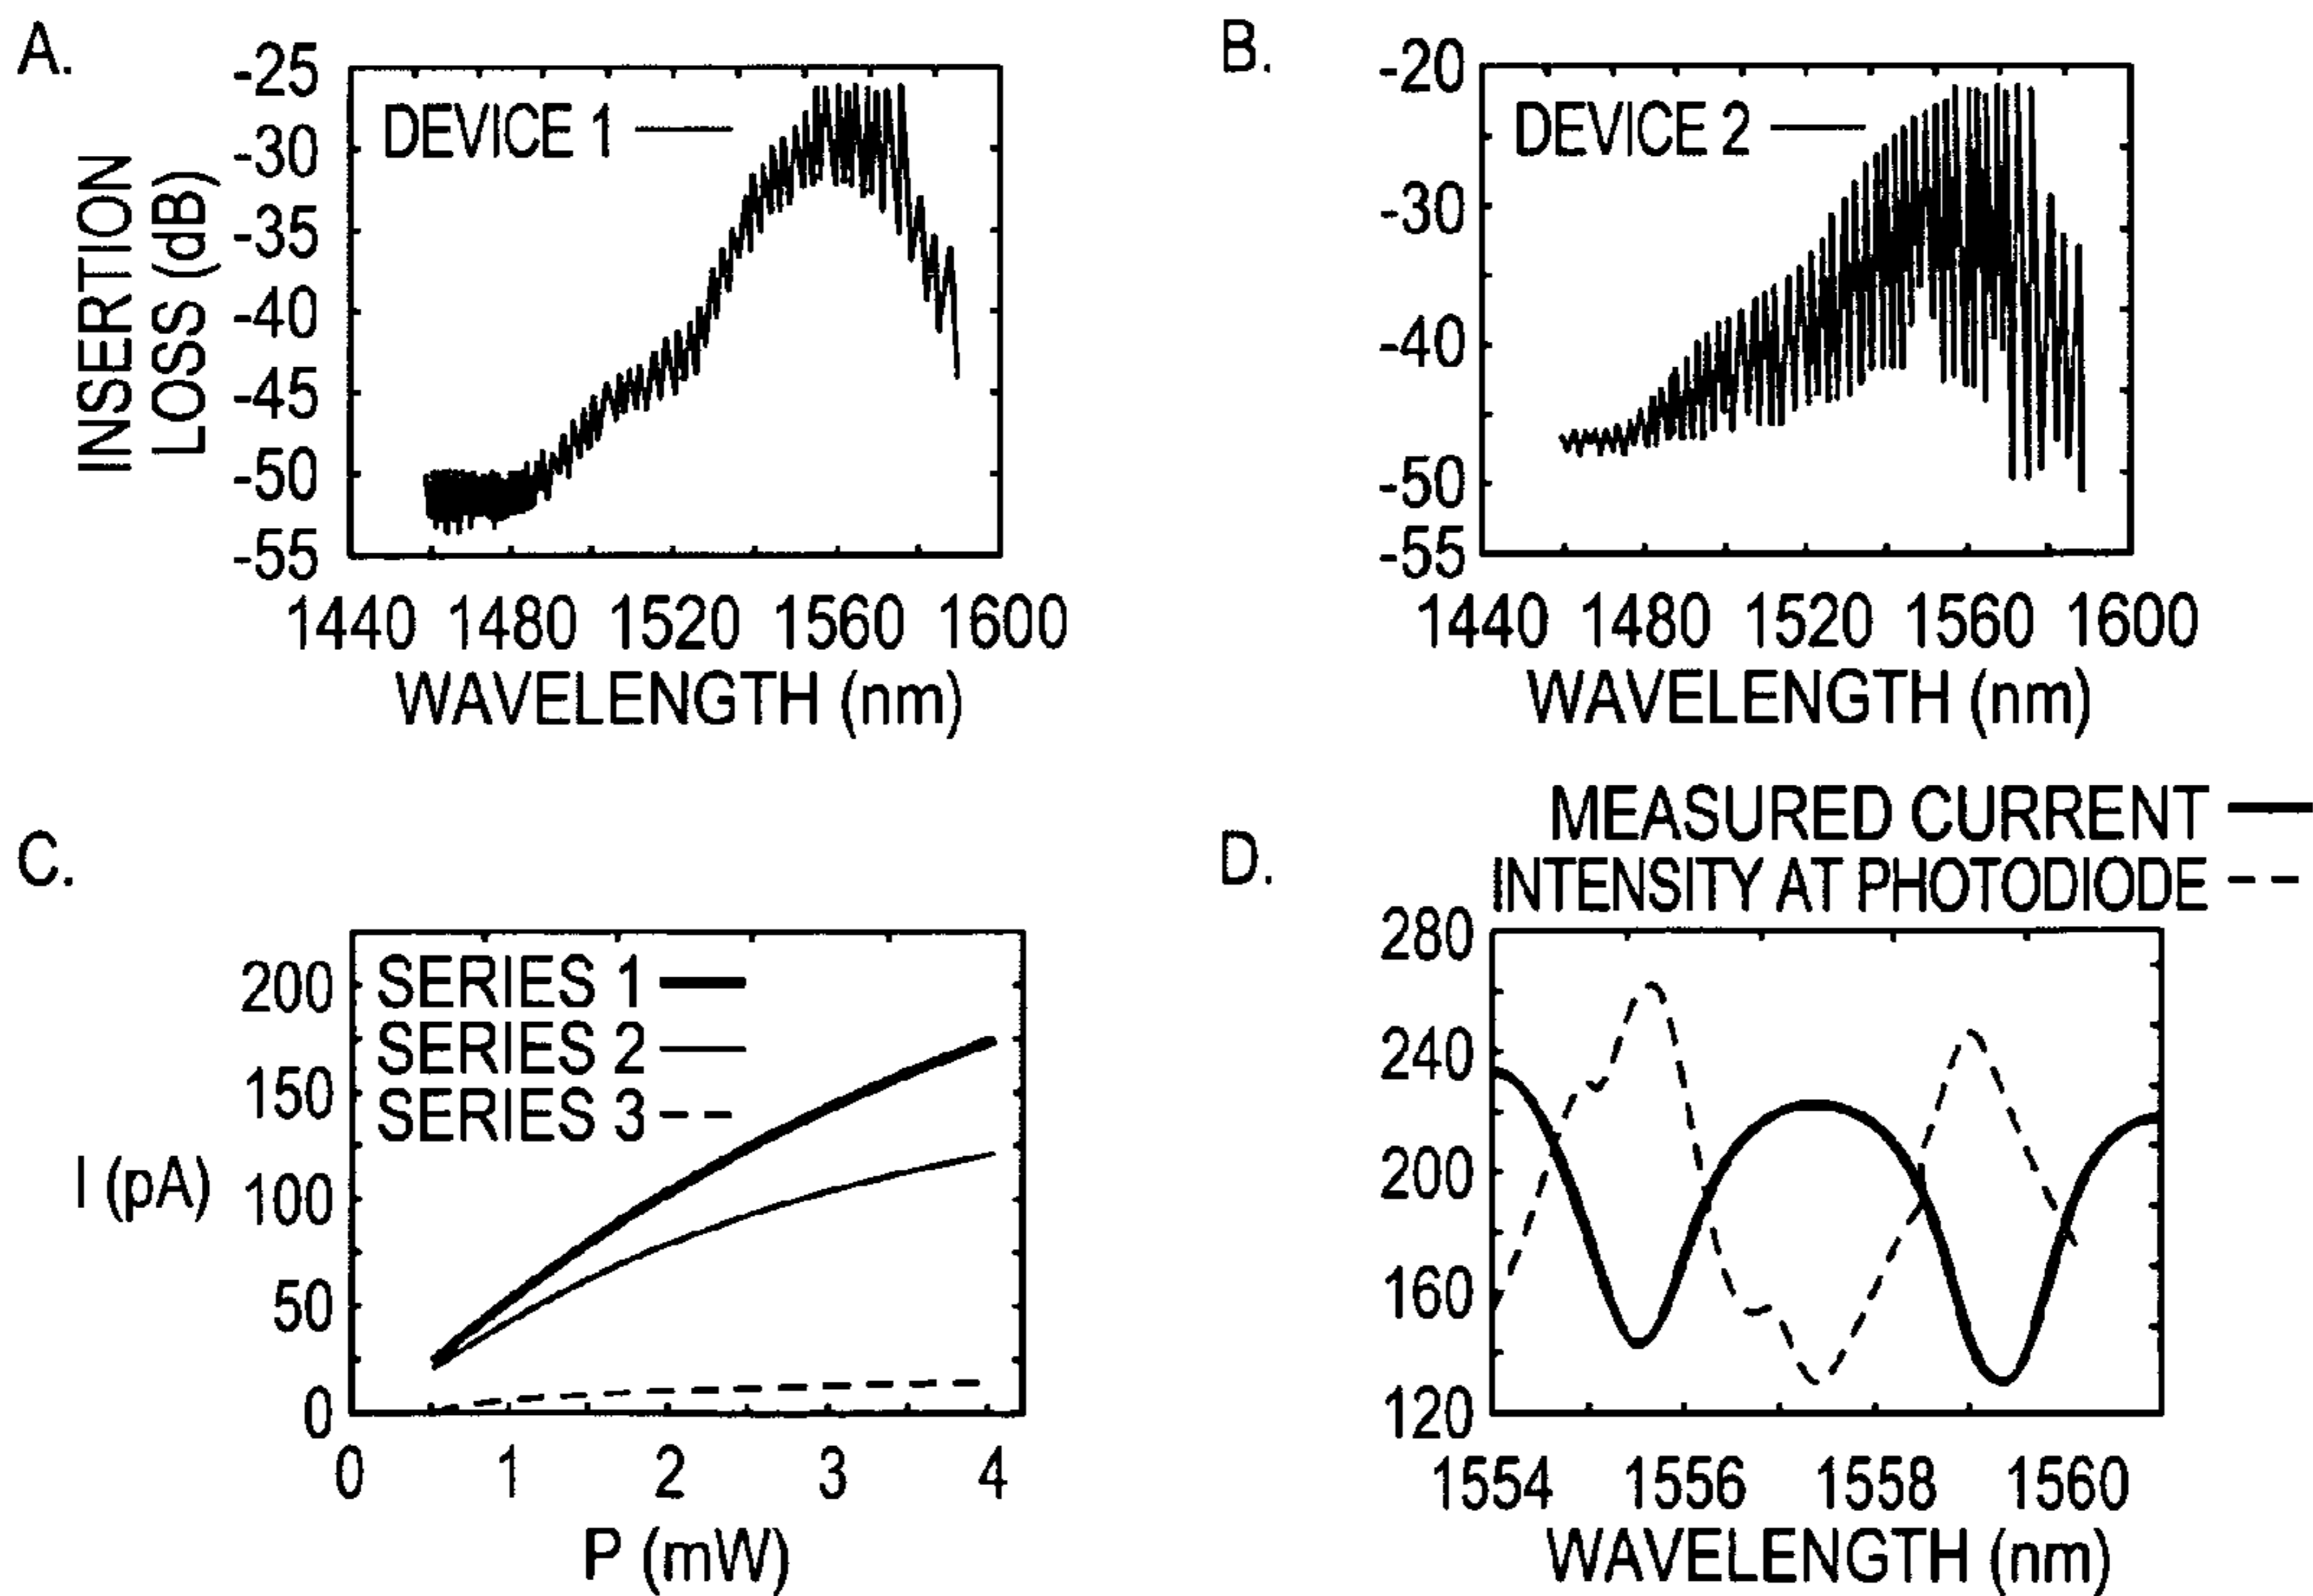 A.
-25
-30
-35
-40
-45
-50
-55
INSERTION
LOSS (dB)
DEVICE 1
1440 1480 1520 1560 1600
WAVELENGTH (nm)
B.
-20
-30
-40
-50
-55
DEVICE 2
1440 1480 1520 1560 1600
WAVELENGTH (nm)
C.
200
150
100
50
0
I (pA)
SERIES 1
SERIES 2
SERIES 3
0 1 2 3 4
P (mW)
D.
MEASURED CURRENT
INTENSITY AT PHOTODIODE
280
240
200
160
120
1554 1556 1558 1560
WAVELENGTH (nm)